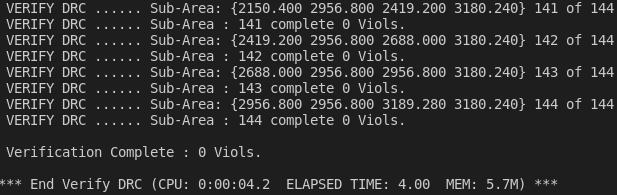 VERIFY DRC ...... Sub-Area: {2150.400 2956.800 2419.200 3180.240} 141 of 144
VERIFY DRC ...... Sub-Area : 141 complete 0 Viols.
VERIFY DRC ...... Sub-Area: {2419.200 2956.800 2688.000 3180.240} 142 of 144
VERIFY DRC ...... Sub-Area : 142 complete 0 Viols.
VERIFY DRC ...... Sub-Area: {2688.000 2956.800 2956.800 3180.240} 143 of 144
VERIFY DRC ...... Sub-Area : 143 complete 0 Viols.
VERIFY DRC ...... Sub-Area: {2956.800 2956.800 3189.280 3180.240} 144 of 144
VERIFY DRC ...... Sub-Area : 144 complete 0 Viols.
Verification Complete : 0 Viols.
*** End Verify DRC (CPU: 0:00:04.2  ELAPSED TIME: 4.00  MEM: 5.7M) ***